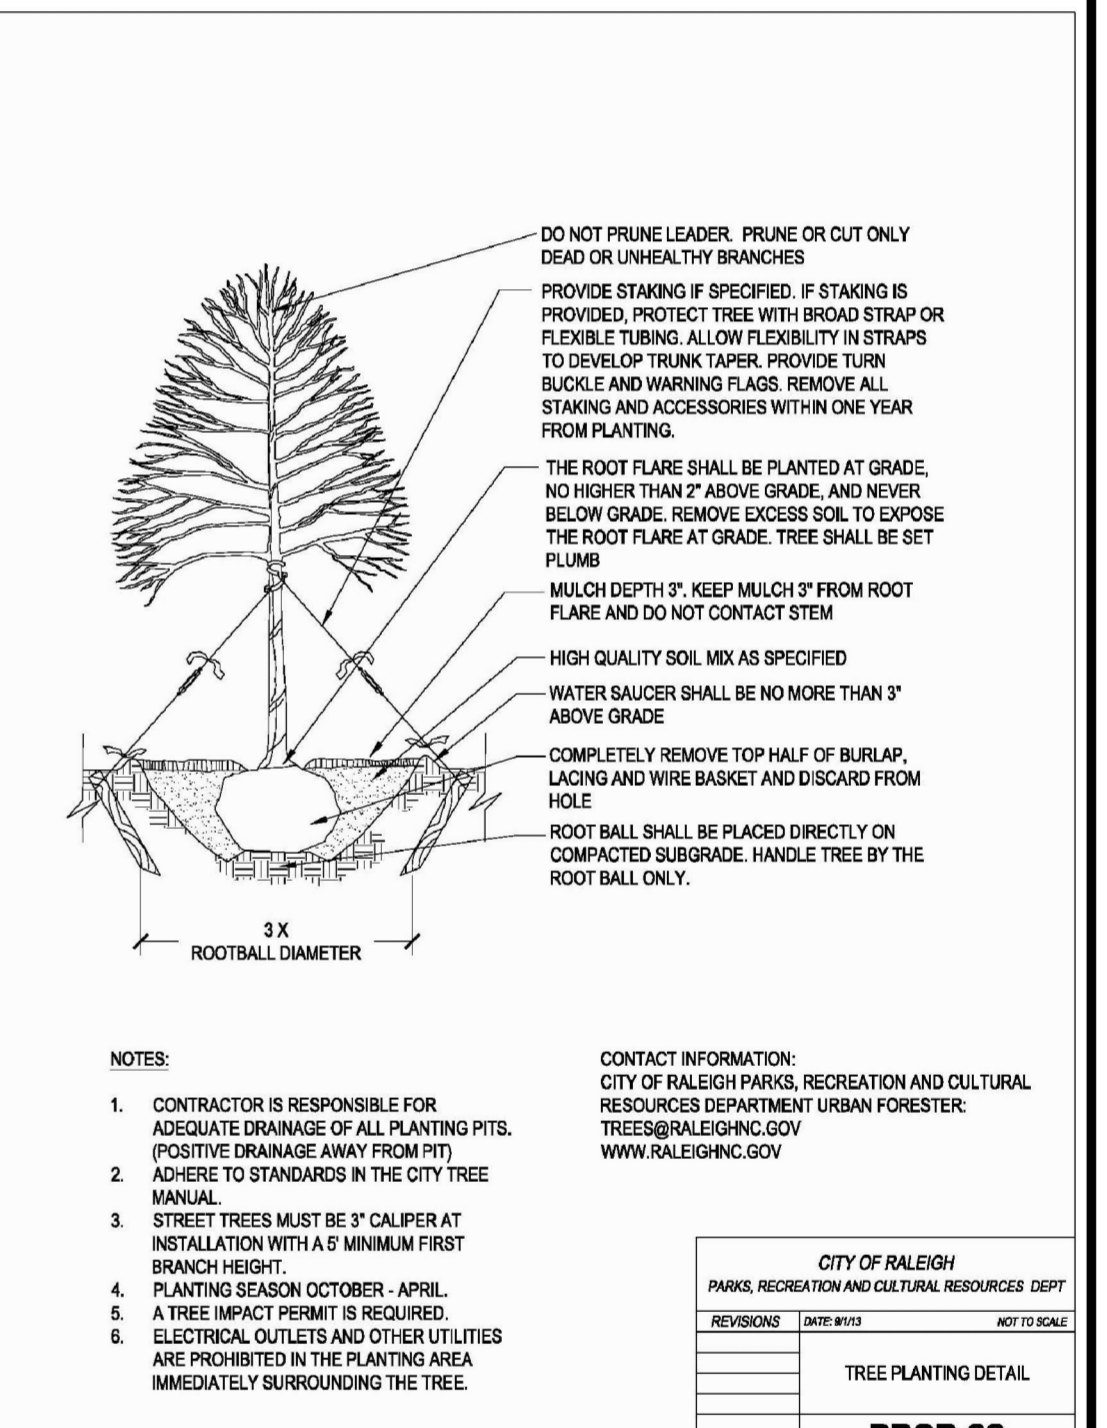 DO NOT PRUNE LEADER. PRUNE OR CUT ONLY
DEAD OR UNHEALTHY BRANCHES
PROVIDE STAKING IF SPECIFIED. IF STAKING IS
PROVIDED, PROTECT TREE WITH BROAD STRAP OR
FLEXIBLE TUBING. ALLOW FLEXIBILITY IN STRAPS
TO DEVELOP TRUNK TAPER. PROVIDE TURN
BUCKLE AND WARNING FLAGS. REMOVE ALL
STAKING AND ACCESSORIES WITHIN ONE YEAR
FROM PLANTING.
THE ROOT FLARE SHALL BE PLANTED AT GRADE,
NO HIGHER THAN 2" ABOVE GRADE, AND NEVER
BELOW GRADE. REMOVE EXCESS SOIL TO EXPOSE
THE ROOT FLARE AT GRADE. TREE SHALL BE SET
PLUMB
MULCH DEPTH 3". KEEP MULCH 3" FROM ROOT
FLARE AND DO NOT CONTACT STEM
HIGH QUALITY SOIL MIX AS SPECIFIED
WATER SAUCER SHALL BE NO MORE THAN 3"
ABOVE GRADE
COMPLETELY REMOVE TOP HALF OF BURLAP,
LACING AND WIRE BASKET AND DISCARD FROM
HOLE
ROOT BALL SHALL BE PLACED DIRECTLY ON
COMPACTED SUBGRADE. HANDLE TREE BY THE
ROOT BALL ONLY.
3 X
ROOTBALL DIAMETER
NOTES:
1. CONTRACTOR IS RESPONSIBLE FOR
ADEQUATE DRAINAGE OF ALL PLANTING PITS.
(POSITIVE DRAINAGE AWAY FROM PIT)
2. ADHERE TO STANDARDS IN THE CITY TREE
MANUAL.
3. STREET TREES MUST BE 3" CALIPER AT
INSTALLATION WITH A 5' MINIMUM FIRST
BRANCH HEIGHT.
4. PLANTING SEASON OCTOBER - APRIL.
5. A TREE IMPACT PERMIT IS REQUIRED.
6. ELECTRICAL OUTLETS AND OTHER UTILITIES
ARE PROHIBITED IN THE PLANTING AREA
IMMEDIATELY SURROUNDING THE TREE.
CONTACT INFORMATION:
CITY OF RALEIGH PARKS, RECREATION AND CULTURAL
RESOURCES DEPARTMENT URBAN FORESTER:
TREES@RALEIGHNC.GOV
WWW.RALEIGHNC.GOV
CITY OF RALEIGH
PARKS, RECREATION AND CULTURAL RESOURCES DEPT
REVISIONS DATE: 9/1/13 NOT TO SCALE
TREE PLANTING DETAIL